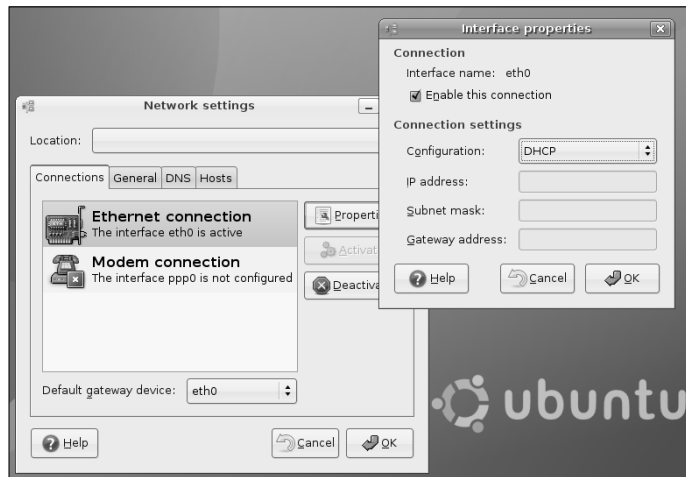 Interface properties
Connection
Interface name: eth0
Enable this connection
Connection settings
Configuration: DHCP
IP address:
Subnet mask:
Gateway address:
Help Cancel OK
Network settings
Location:
Connections General DNS Hosts
Ethernet connection
The interface eth0 is active
Modem connection
The interface ppp0 is not configured
Properti
Activat
Deactiva
Default gateway device: eth0
Help Cancel OK
ubuntu